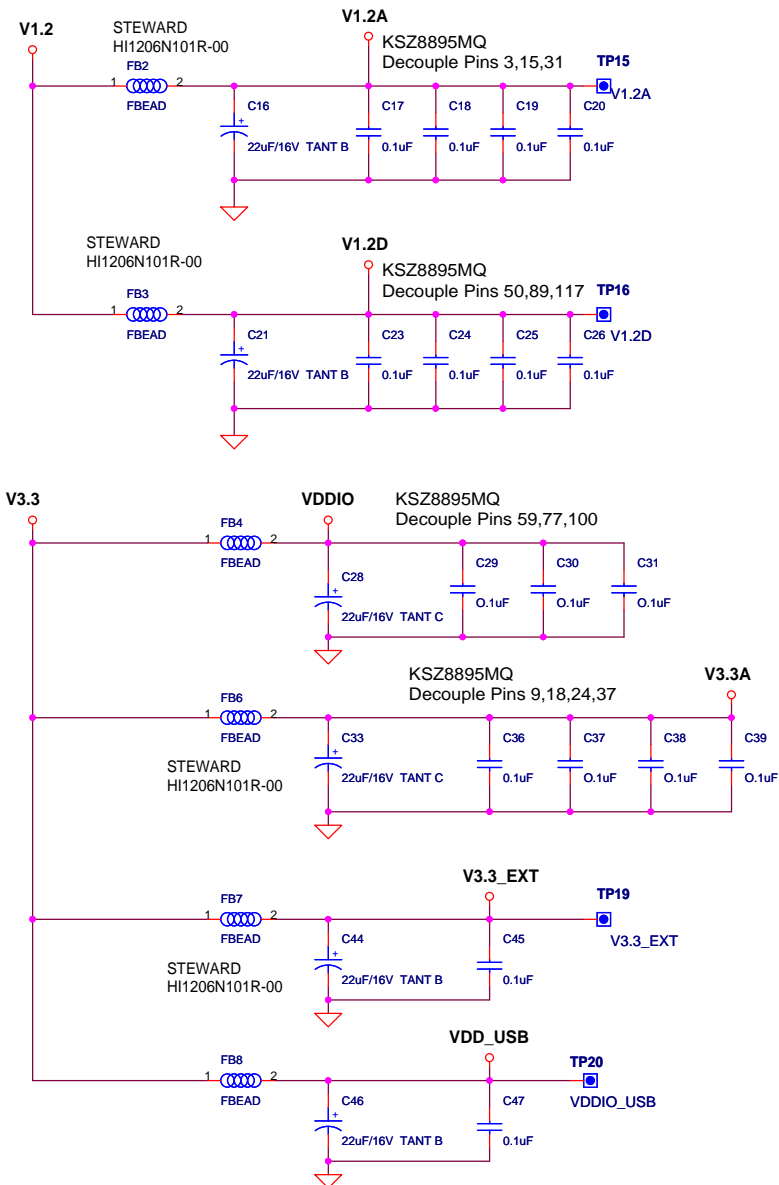 V1.2
STEWARD
HI1206N101R-00
FB2
1
2
FBEAD
V1.2A
KSZ8895MQ
Decouple Pins 3,15,31
TP15
V1.2A
C16
+
22uF/16V TANT B
C17
0.1uF
C18
0.1uF
C19
0.1uF
C20
0.1uF
STEWARD
HI1206N101R-00
FB3
1
2
FBEAD
V1.2D
KSZ8895MQ
Decouple Pins 50,89,117
TP16
V1.2D
C21
+
22uF/16V TANT B
C23
0.1uF
C24
0.1uF
C25
0.1uF
C26
0.1uF
V3.3
FB4
1
2
FBEAD
VDDIO
KSZ8895MQ
Decouple Pins 59,77,100
C28
+
22uF/16V TANT C
C29
O.1uF
C30
O.1uF
C31
O.1uF
FB6
1
2
FBEAD
STEWARD
HI1206N101R-00
KSZ8895MQ
Decouple Pins 9,18,24,37
V3.3A
C33
+
22uF/16V TANT C
C36
0.1uF
C37
O.1uF
C38
O.1uF
C39
O.1uF
FB7
1
2
FBEAD
STEWARD
HI1206N101R-00
V3.3_EXT
TP19
V3.3_EXT
C44
+
22uF/16V TANT B
C45
0.1uF
FB8
1
2
FBEAD
VDD_USB
TP20
VDDIO_USB
C46
+
22uF/16V TANT B
C47
0.1uF